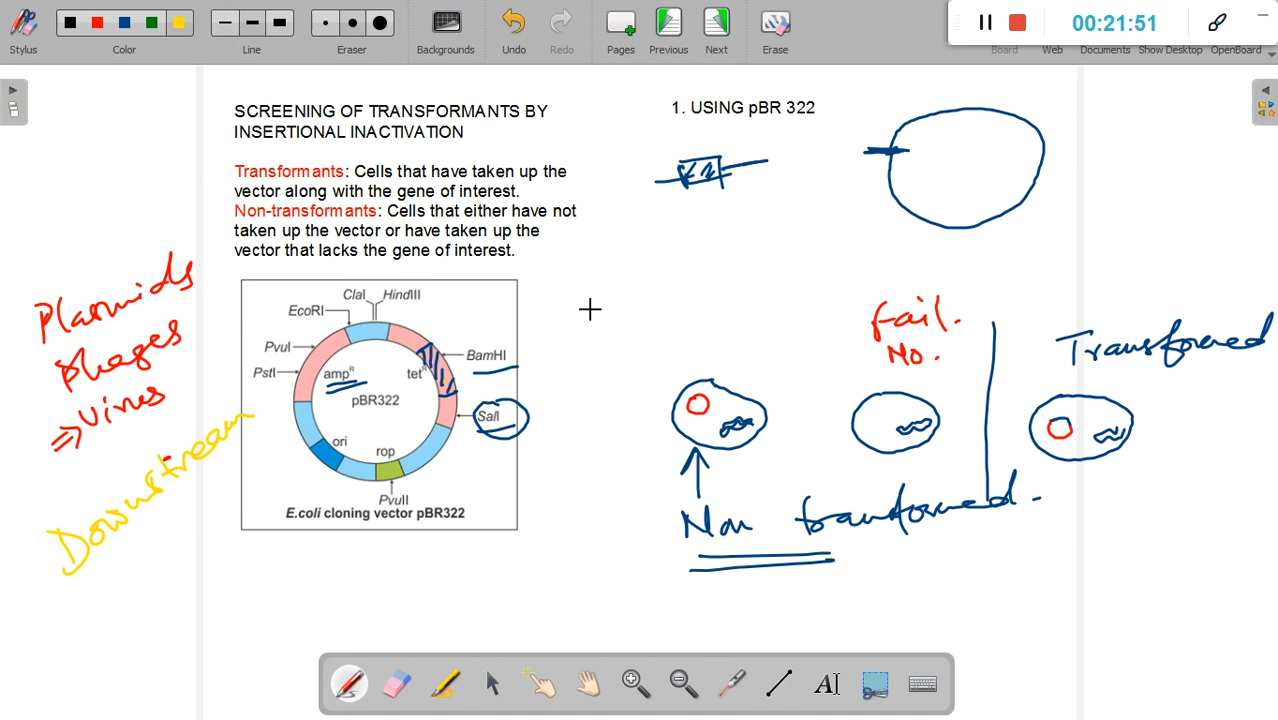 00:21:51
Stylus
Color
Line
Eraser
Backgrounds
Undo
Redo
Pages
Previous
Next
Erase
Board
Web
Documents
Show Desktop
OpenBoard
SCREENING OF TRANSFORMANTS BY
INSERTIONAL INACTIVATION
Transformants: Cells that have taken up the
vector along with the gene of interest.
Non-transformants: Cells that either have not
taken up the vector or have taken up the
vector that lacks the gene of interest.
ClaI HindIII
EcoRI
PvuI
PstI
BamHI
SalI
ampR
tetR
pBR322
ori
rop
PvuII
E.coli cloning vector pBR322
Plasmids
Phages
⇒ Virus
Downstream
1. USING pBR 322
Fail.
No.
Transformed
Non transformed.
AI